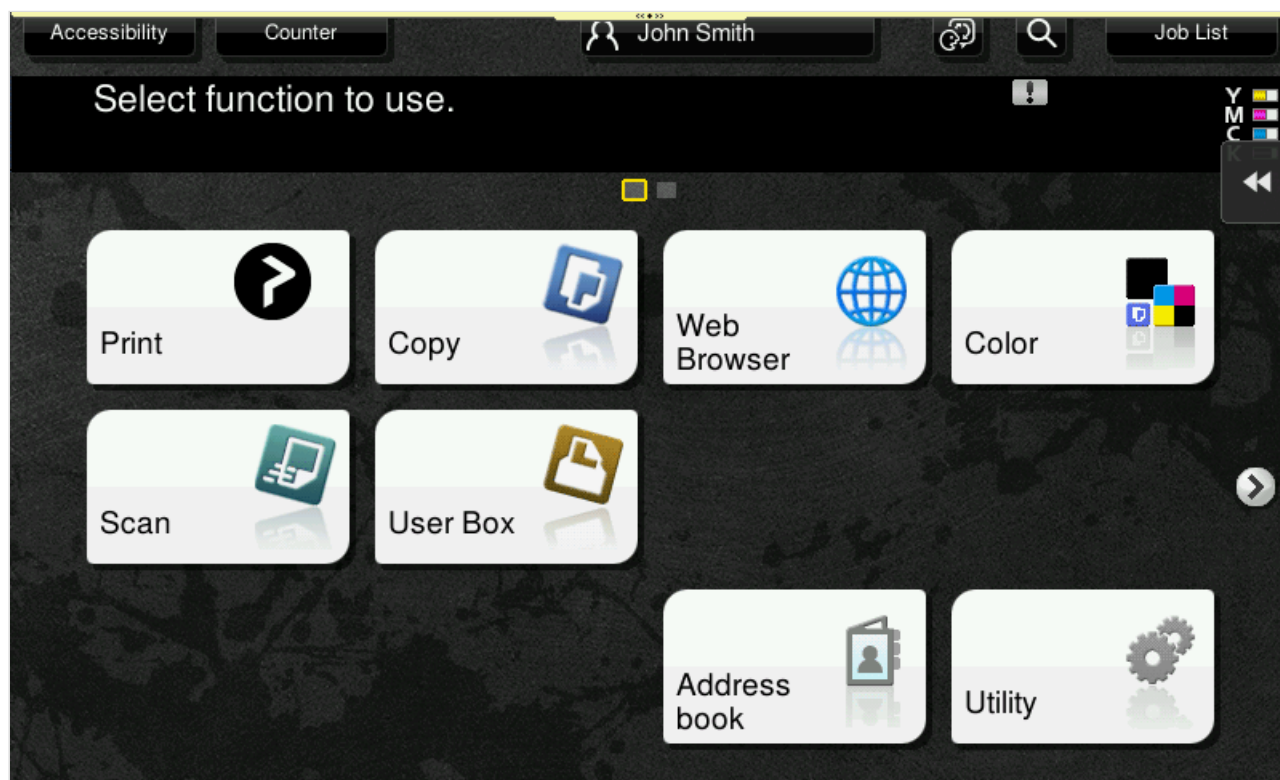 Accessibility
Counter
John Smith
Job List
Select function to use.
Y
M
C
K
Print
Copy
Web
Browser
Color
Scan
User Box
Address
book
Utility